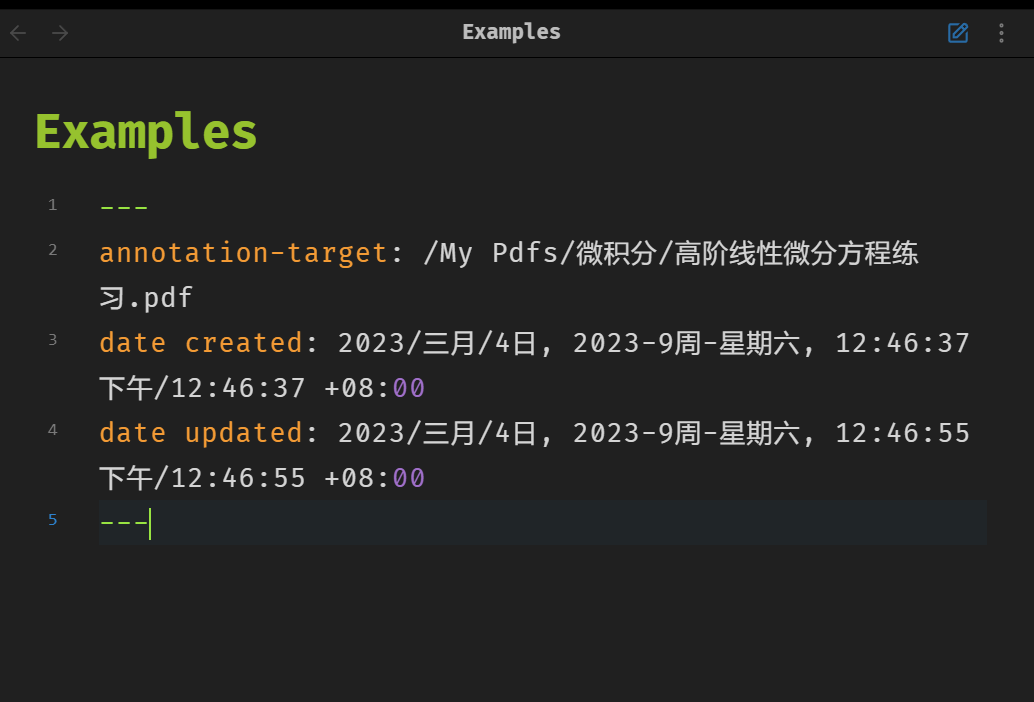 Examples
Examples
1 ---
2 annotation-target: /My Pdfs/微积分/高阶线性微分方程练
习.pdf
3 date created: 2023/三月/4日, 2023-9周-星期六, 12:46:37
下午/12:46:37 +08:00
4 date updated: 2023/三月/4日, 2023-9周-星期六, 12:46:55
下午/12:46:55 +08:00
5 ---